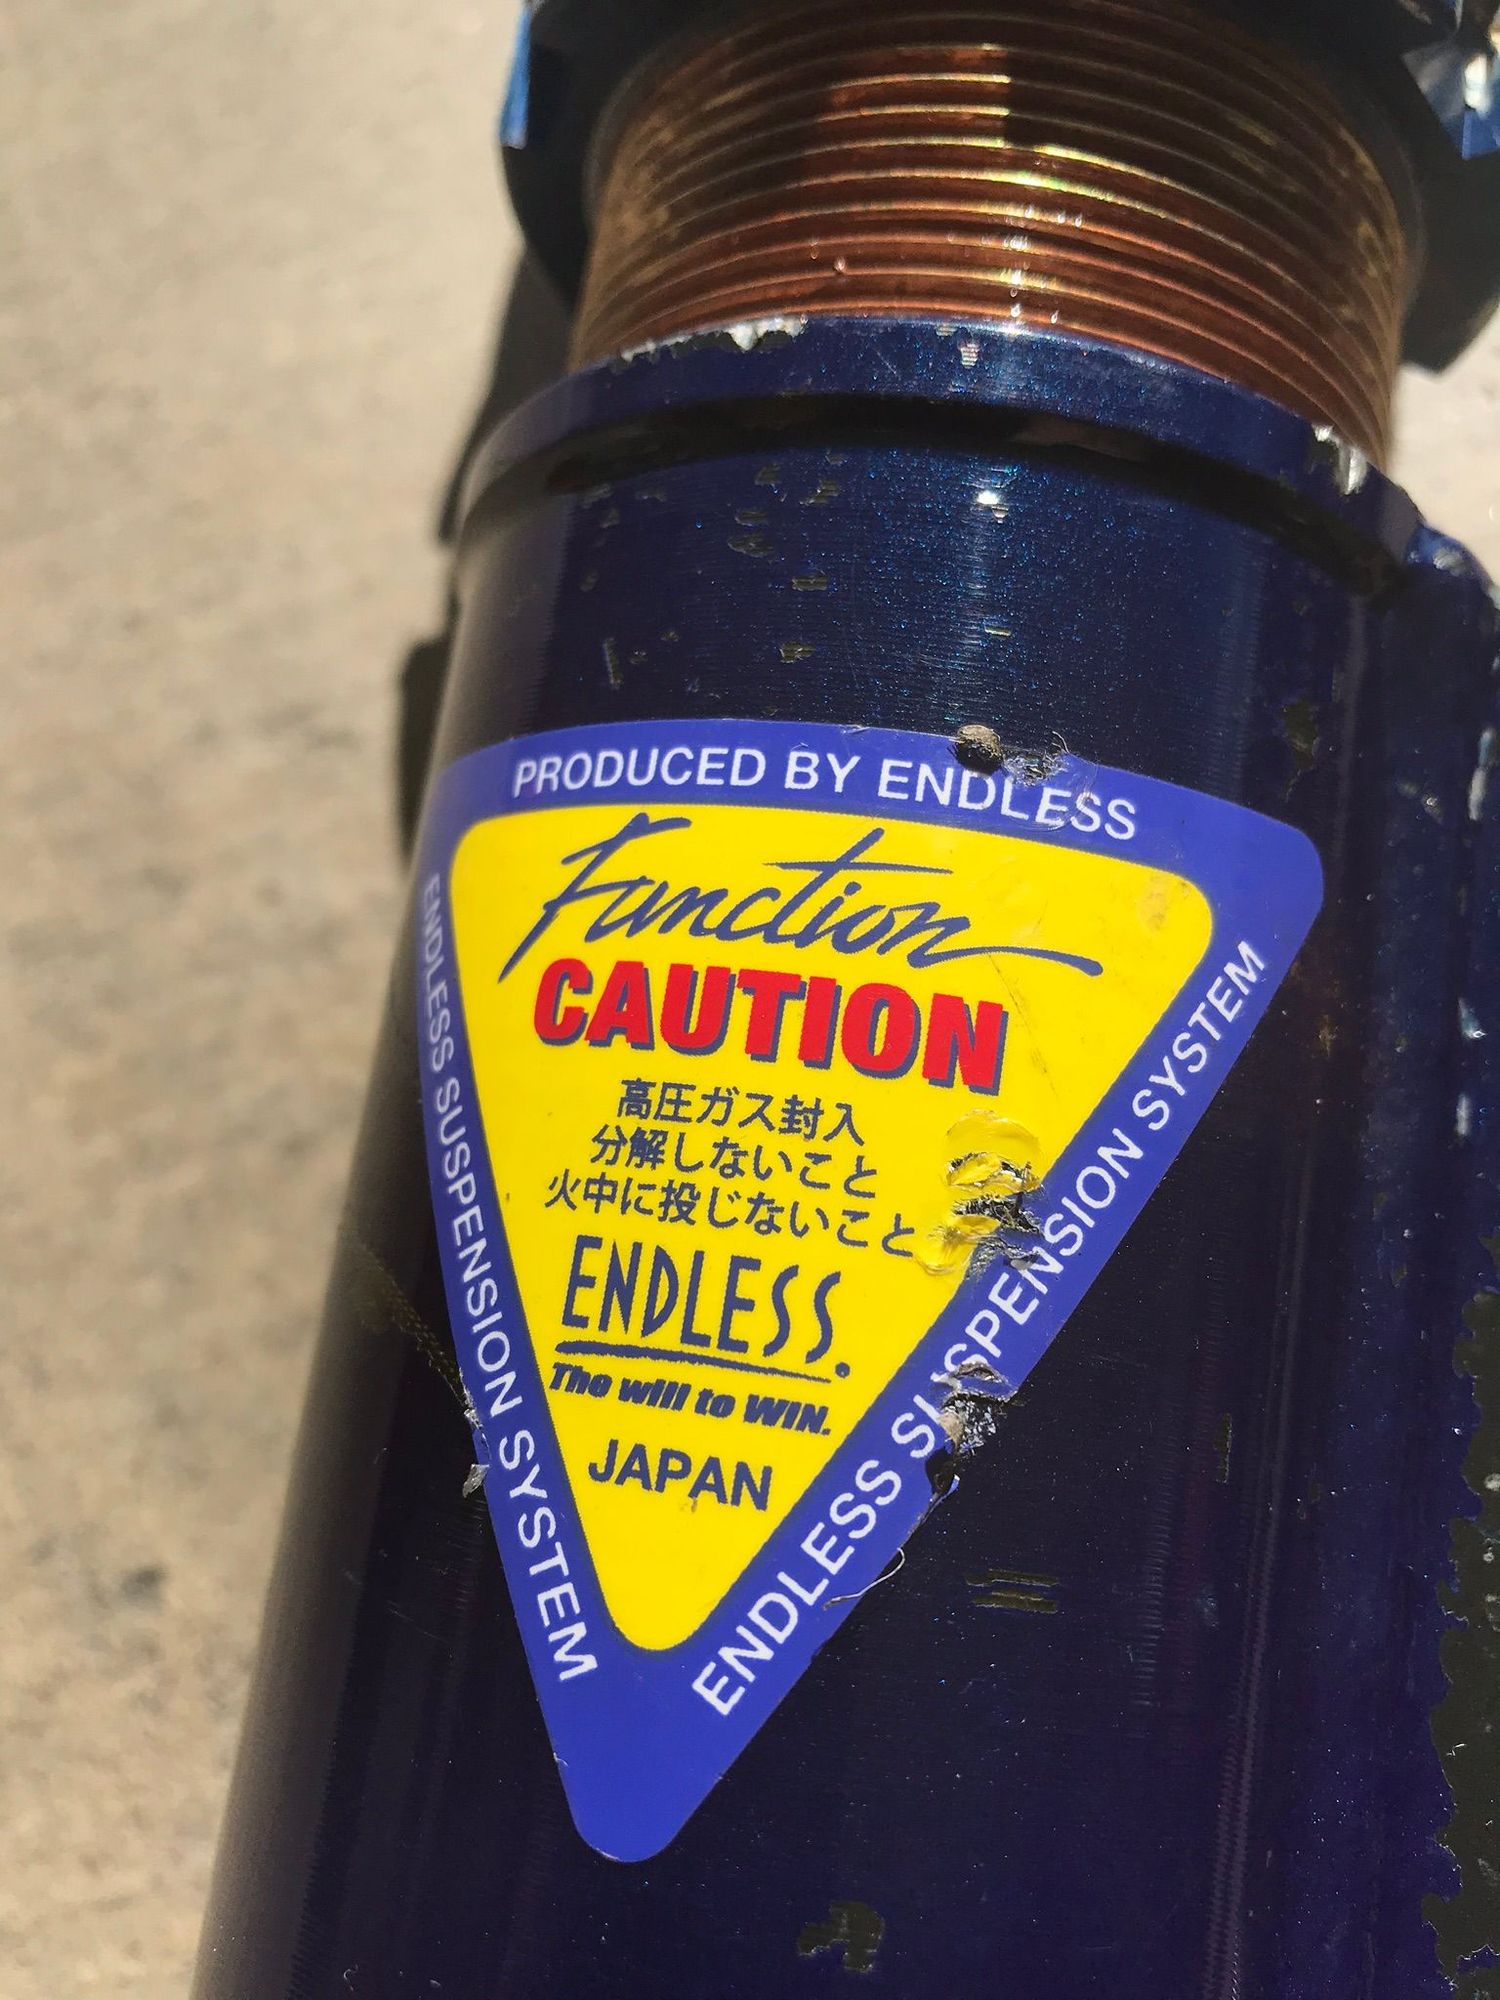 PRODUCED BY ENDLESS
Function
CAUTION
高圧ガス封入
分解しないこと
火中に投じないこと
ENDLESS.
The will to WIN.
JAPAN
ENDLESS SUSPENSION SYSTEM
ENDLESS SUSPENSION SYSTEM